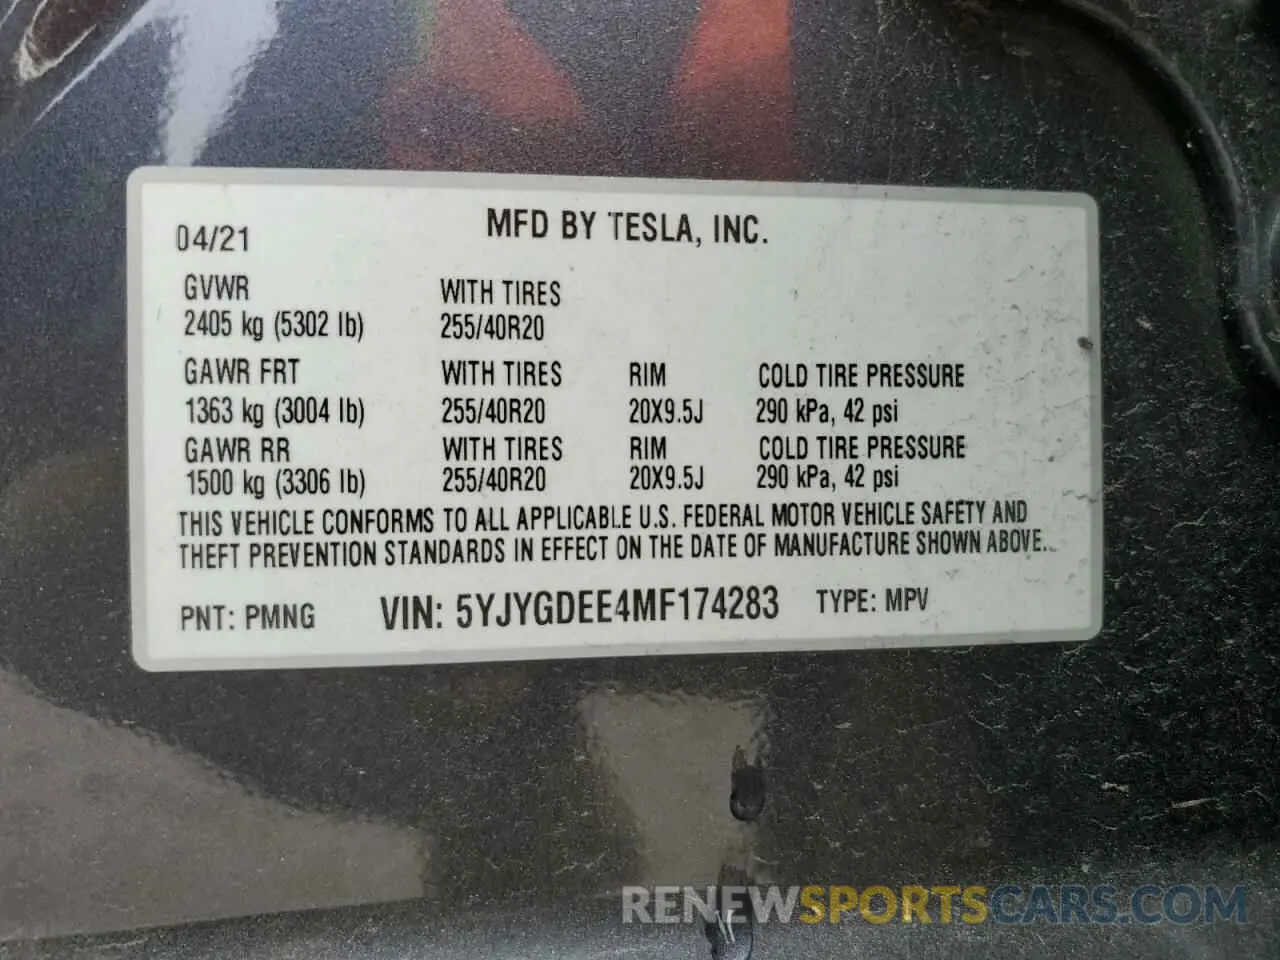 04/21 MFD BY TESLA, INC.
GVWR WITH TIRES
2405 kg (5302 lb) 255/40R20
GAWR FRT WITH TIRES RIM COLD TIRE PRESSURE
1363 kg (3004 lb) 255/40R20 20X9.5J 290 kPa, 42 psi
GAWR RR WITH TIRES RIM COLD TIRE PRESSURE
1500 kg (3306 lb) 255/40R20 20X9.5J 290 kPa, 42 psi
THIS VEHICLE CONFORMS TO ALL APPLICABLE U.S. FEDERAL MOTOR VEHICLE SAFETY AND
THEFT PREVENTION STANDARDS IN EFFECT ON THE DATE OF MANUFACTURE SHOWN ABOVE.
PNT: PMNG VIN: 5YJYGDEE4MF174283 TYPE: MPV
RENEWSPORTSCARS.COM